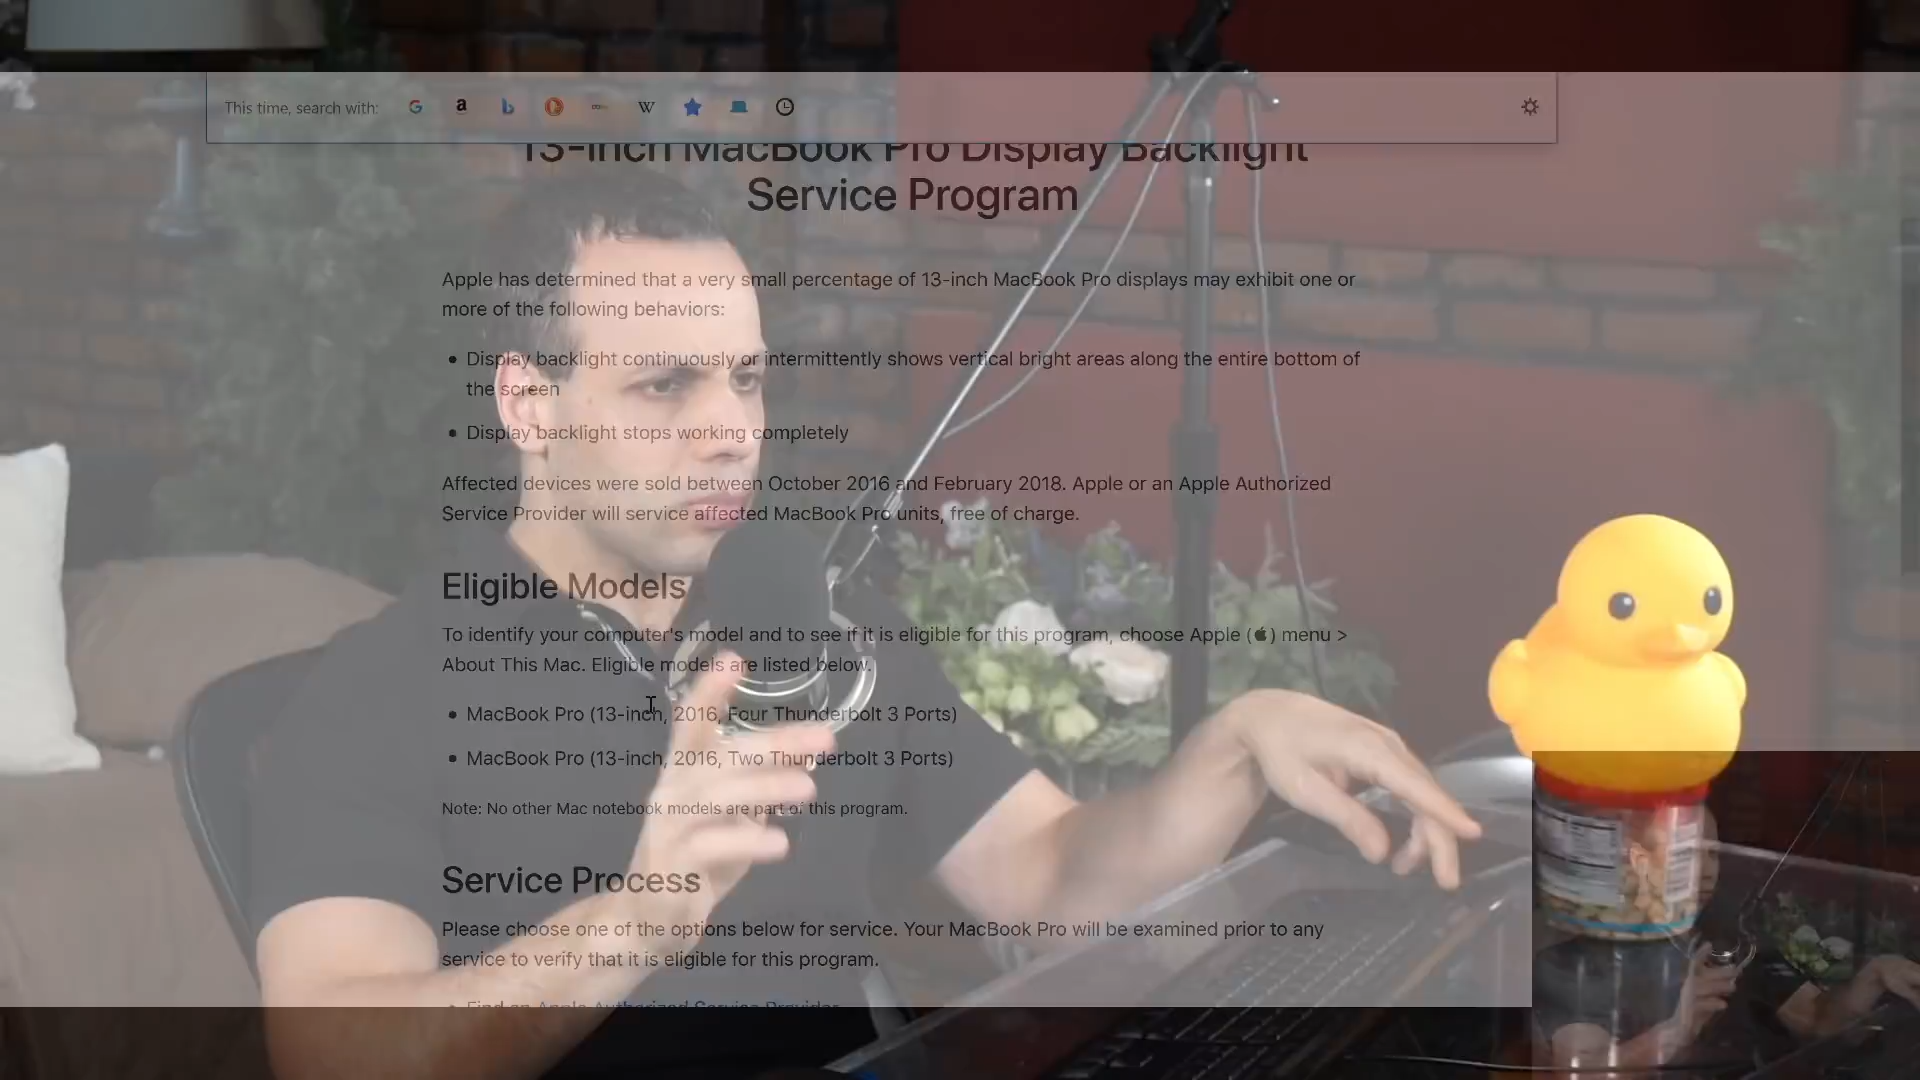 This time, search with:
13-inch MacBook Pro Display Backlight
Service Program
Apple has determined that a very small percentage of 13-inch MacBook Pro displays may exhibit one or
more of the following behaviors:
• Display backlight continuously or intermittently shows vertical bright areas along the entire bottom of
the screen
• Display backlight stops working completely
Affected devices were sold between October 2016 and February 2018. Apple or an Apple Authorized
Service Provider will service affected MacBook Pro units, free of charge.
Eligible Models
To identify your computer's model and to see if it is eligible for this program, choose Apple () menu >
About This Mac. Eligible models are listed below.
• MacBook Pro (13-inch, 2016, Four Thunderbolt 3 Ports)
• MacBook Pro (13-inch, 2016, Two Thunderbolt 3 Ports)
Note: No other Mac notebook models are part of this program.
Service Process
Please choose one of the options below for service. Your MacBook Pro will be examined prior to any
service to verify that it is eligible for this program.
• Find an Apple Authorized Service Provider